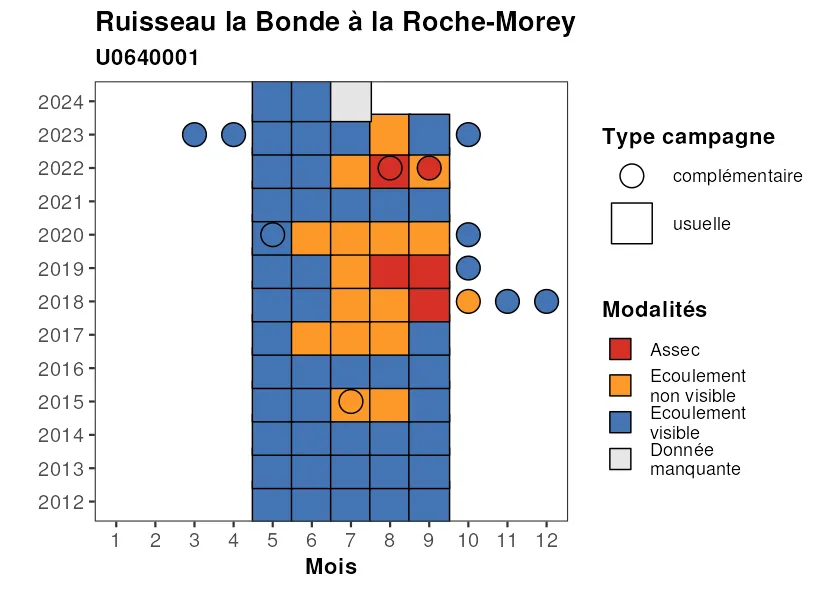 Ruisseau la Bonde à la Roche-Morey
U0640001
2024
2023
2022
2021
2020
2019
2018
2017
2016
2015
2014
2013
2012
1 2 3 4 5 6 7 8 9 10 11 12
Mois
Type campagne
complémentaire
usuelle
Modalités
Assec
Ecoulement
non visible
Ecoulement
visible
Donnée
manquante